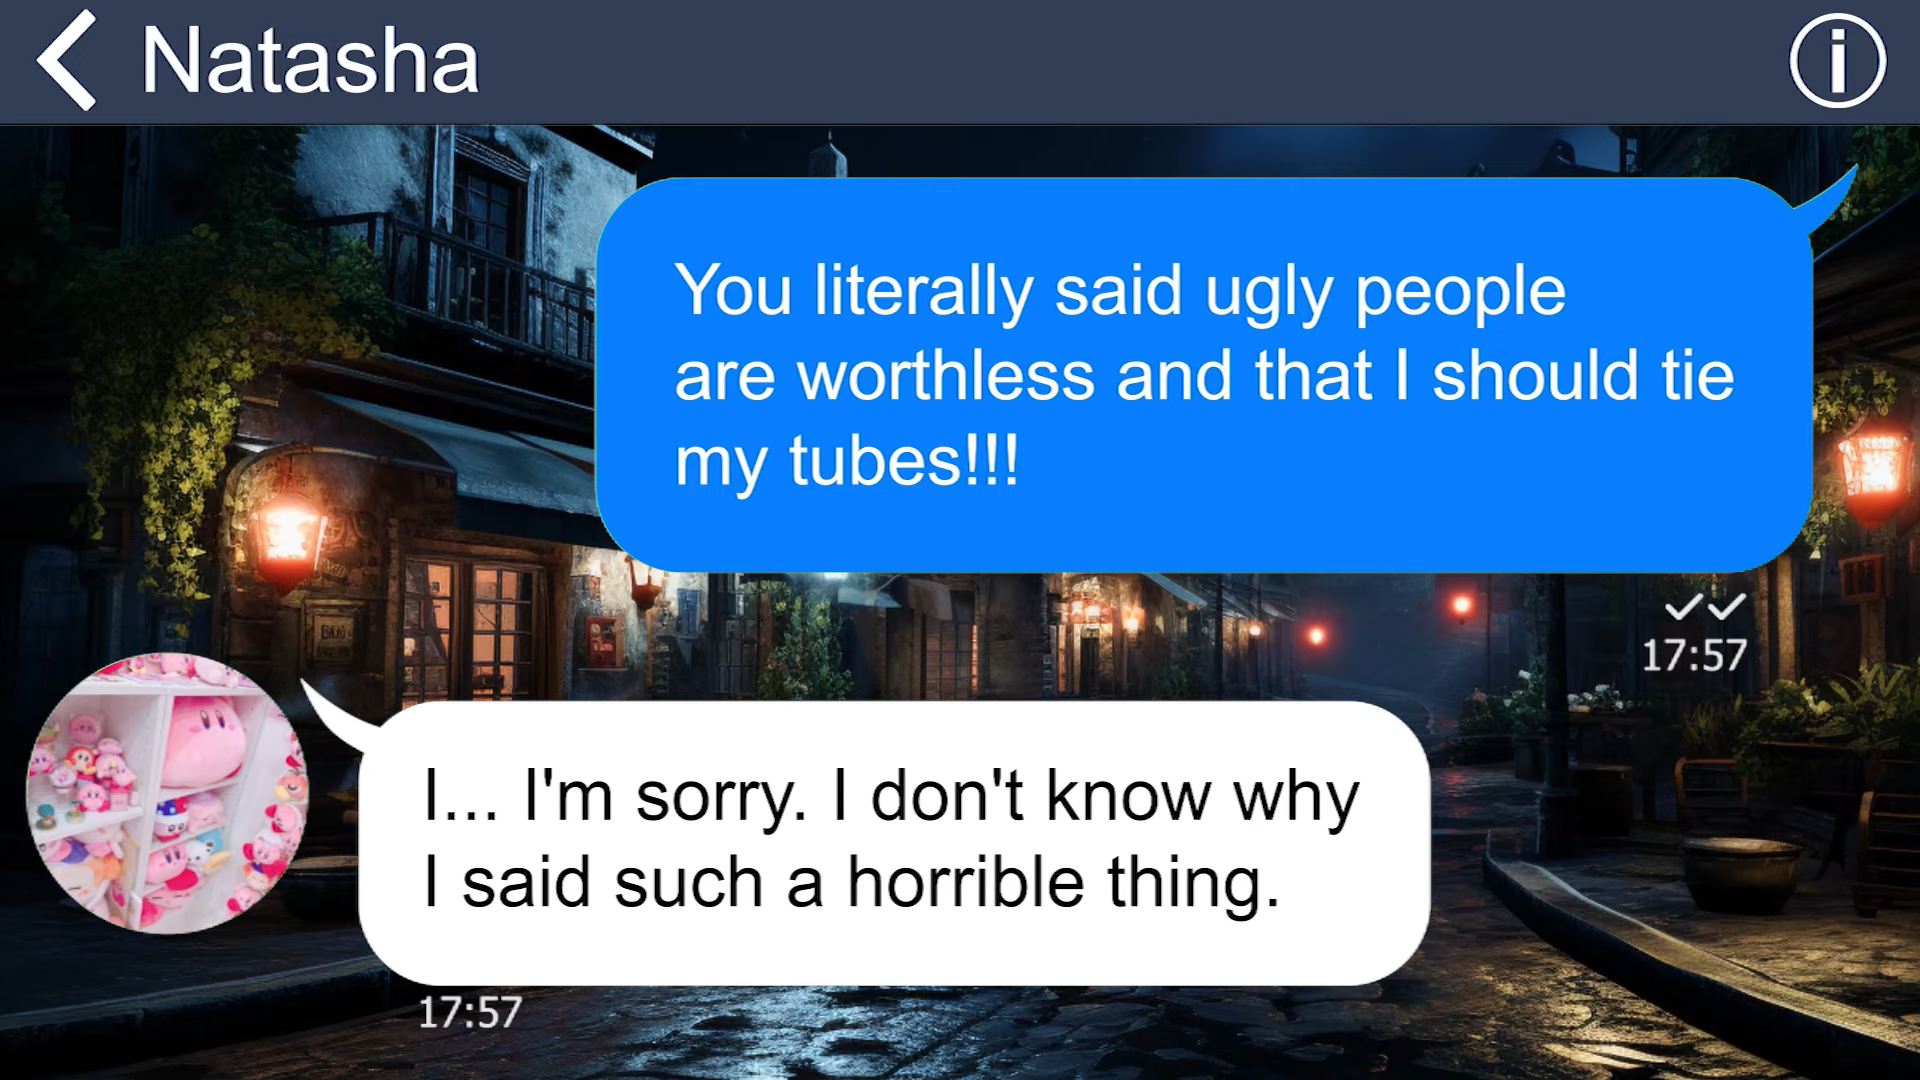 Natasha
You literally said ugly people
are worthless and that I should tie
my tubes!!!
17:57
I... I'm sorry. I don't know why
I said such a horrible thing.
17:57